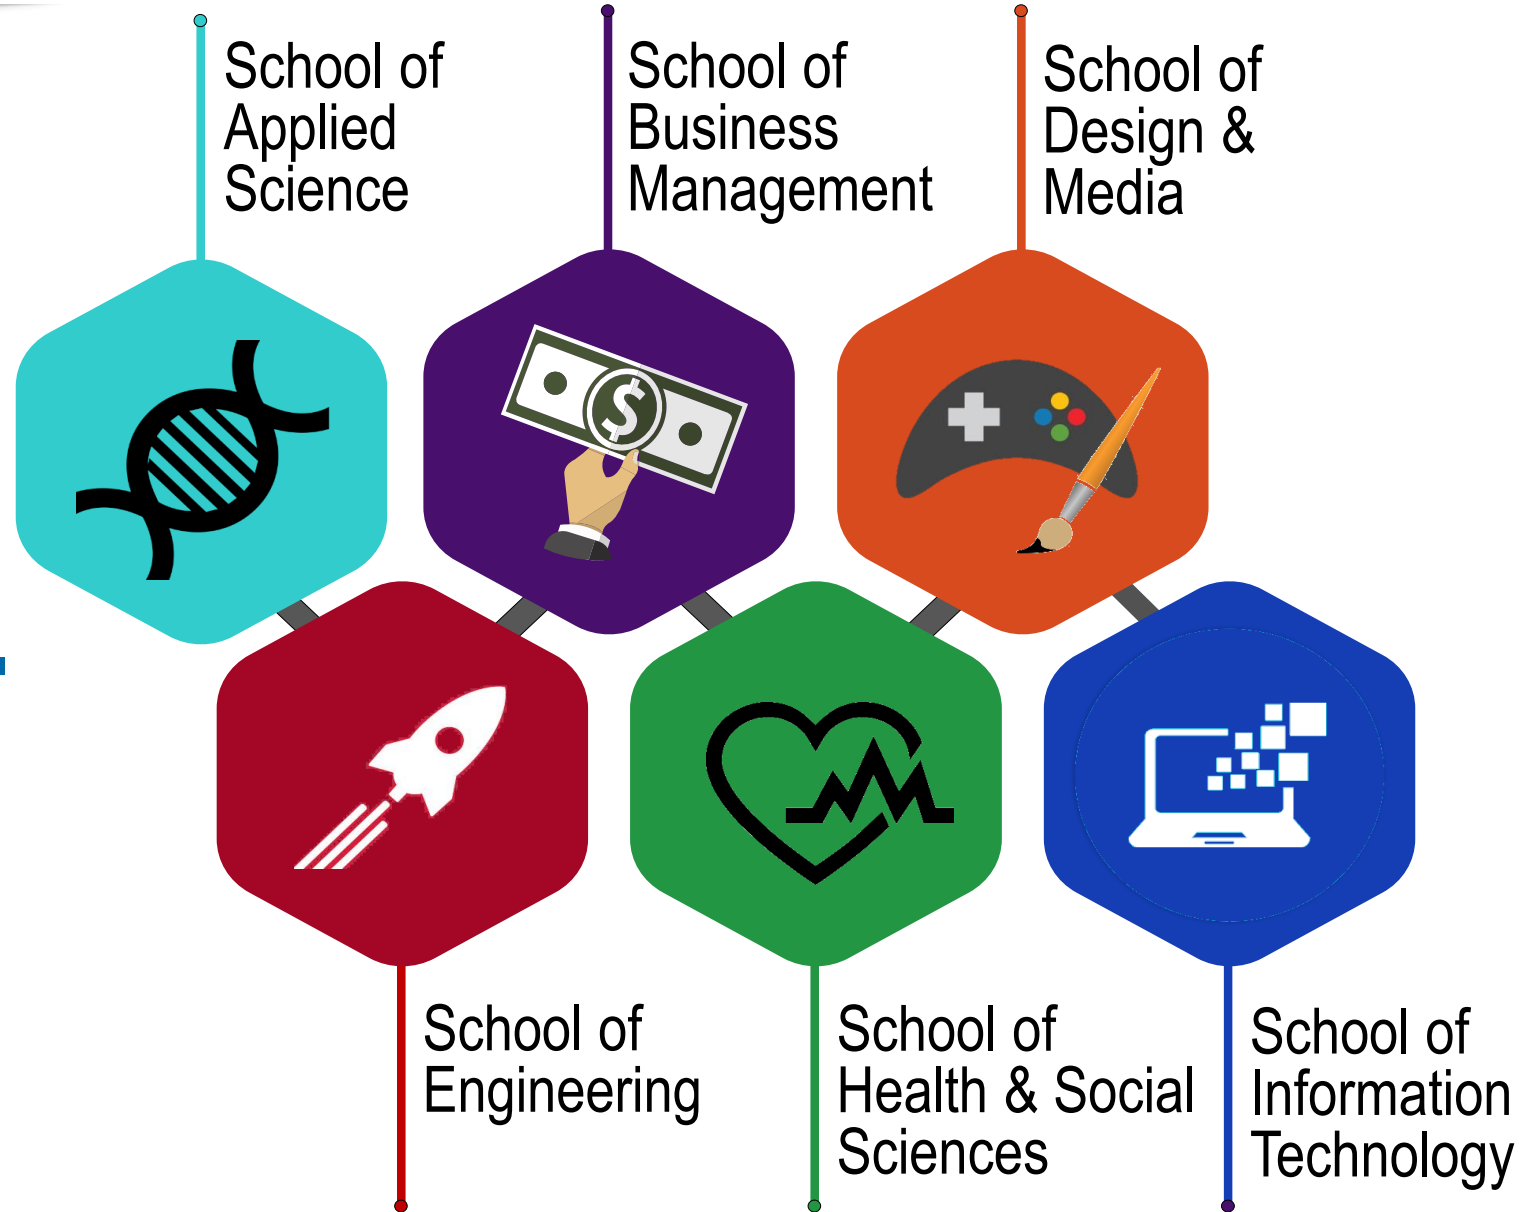 School of
Applied
Science
School of
Business
Management
School of
Design &
Media
$
School of
Engineering
School of
Health & Social
Sciences
School of
Information
Technology